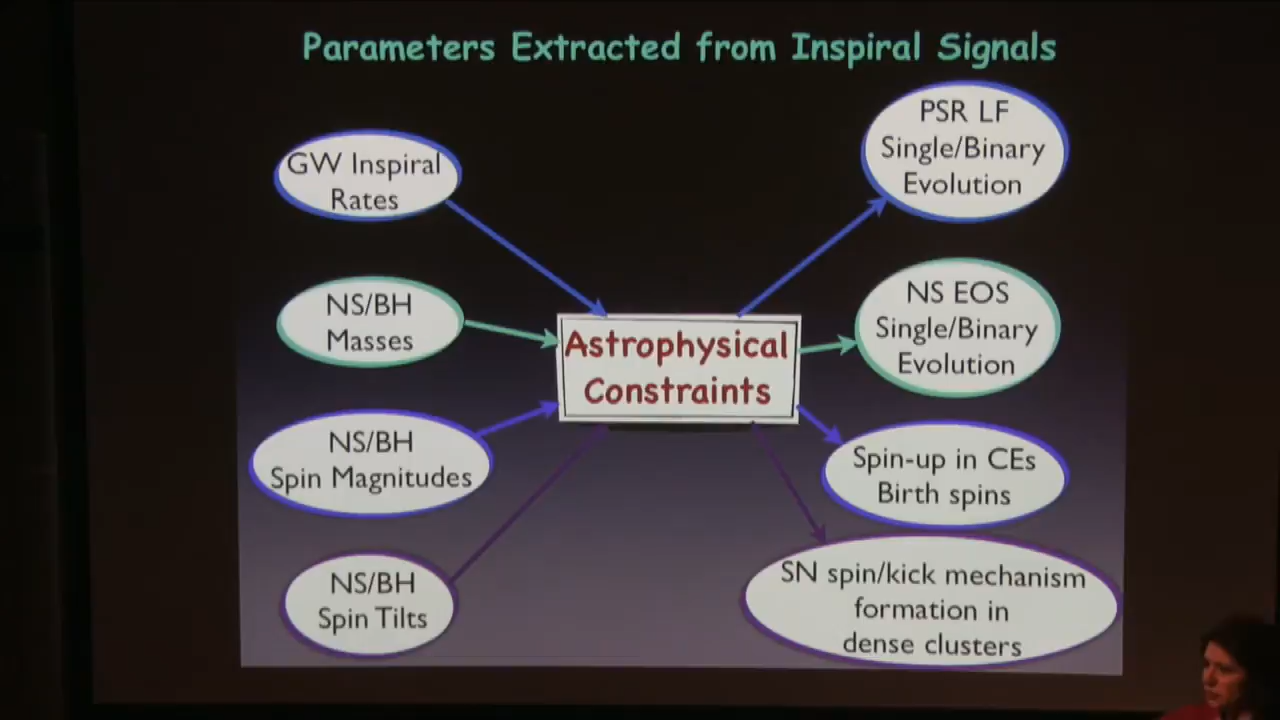 Parameters Extracted from Inspiral Signals
GW Inspiral
Rates
NS/BH
Masses
NS/BH
Spin Magnitudes
NS/BH
Spin Tilts
Astrophysical
Constraints
PSR LF
Single/Binary
Evolution
NS EOS
Single/Binary
Evolution
Spin-up in CEs
Birth spins
SN spin/kick mechanism
formation in
dense clusters